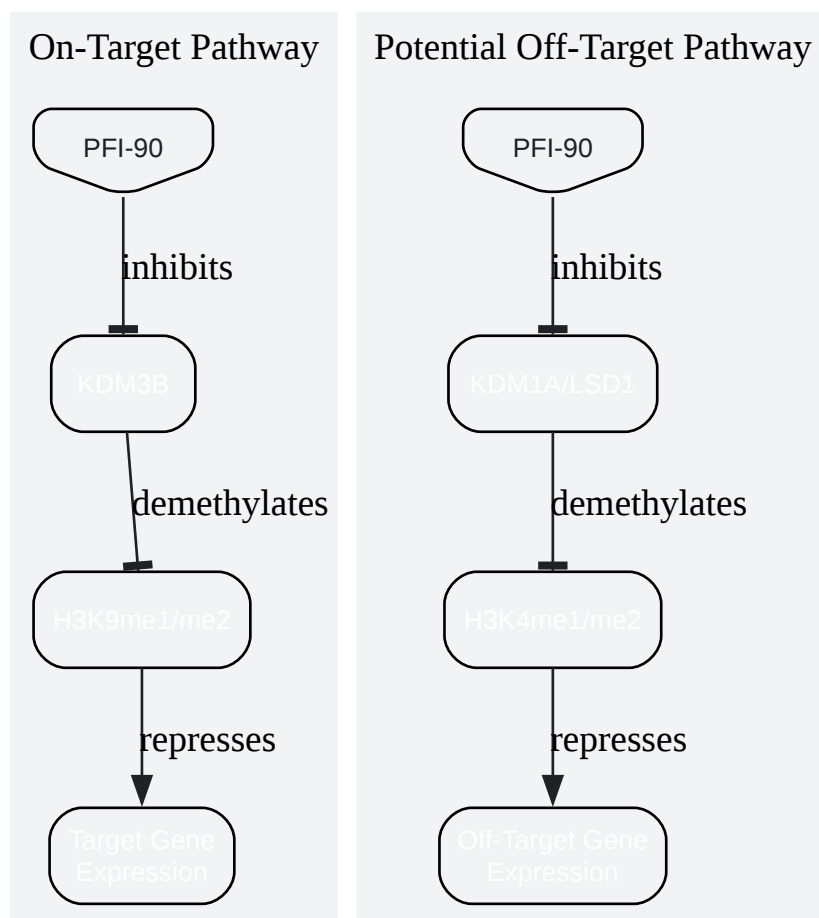 On-Target Pathway
PFI-90
inhibits
KDM3B
demethylates
H3K9me1/me2
represses
Target Gene
Expression
Potential Off-Target Pathway
PFI-90
inhibits
KDM1A/LSD1
demethylates
H3K4me1/me2
represses
Off-Target Gene
Expression